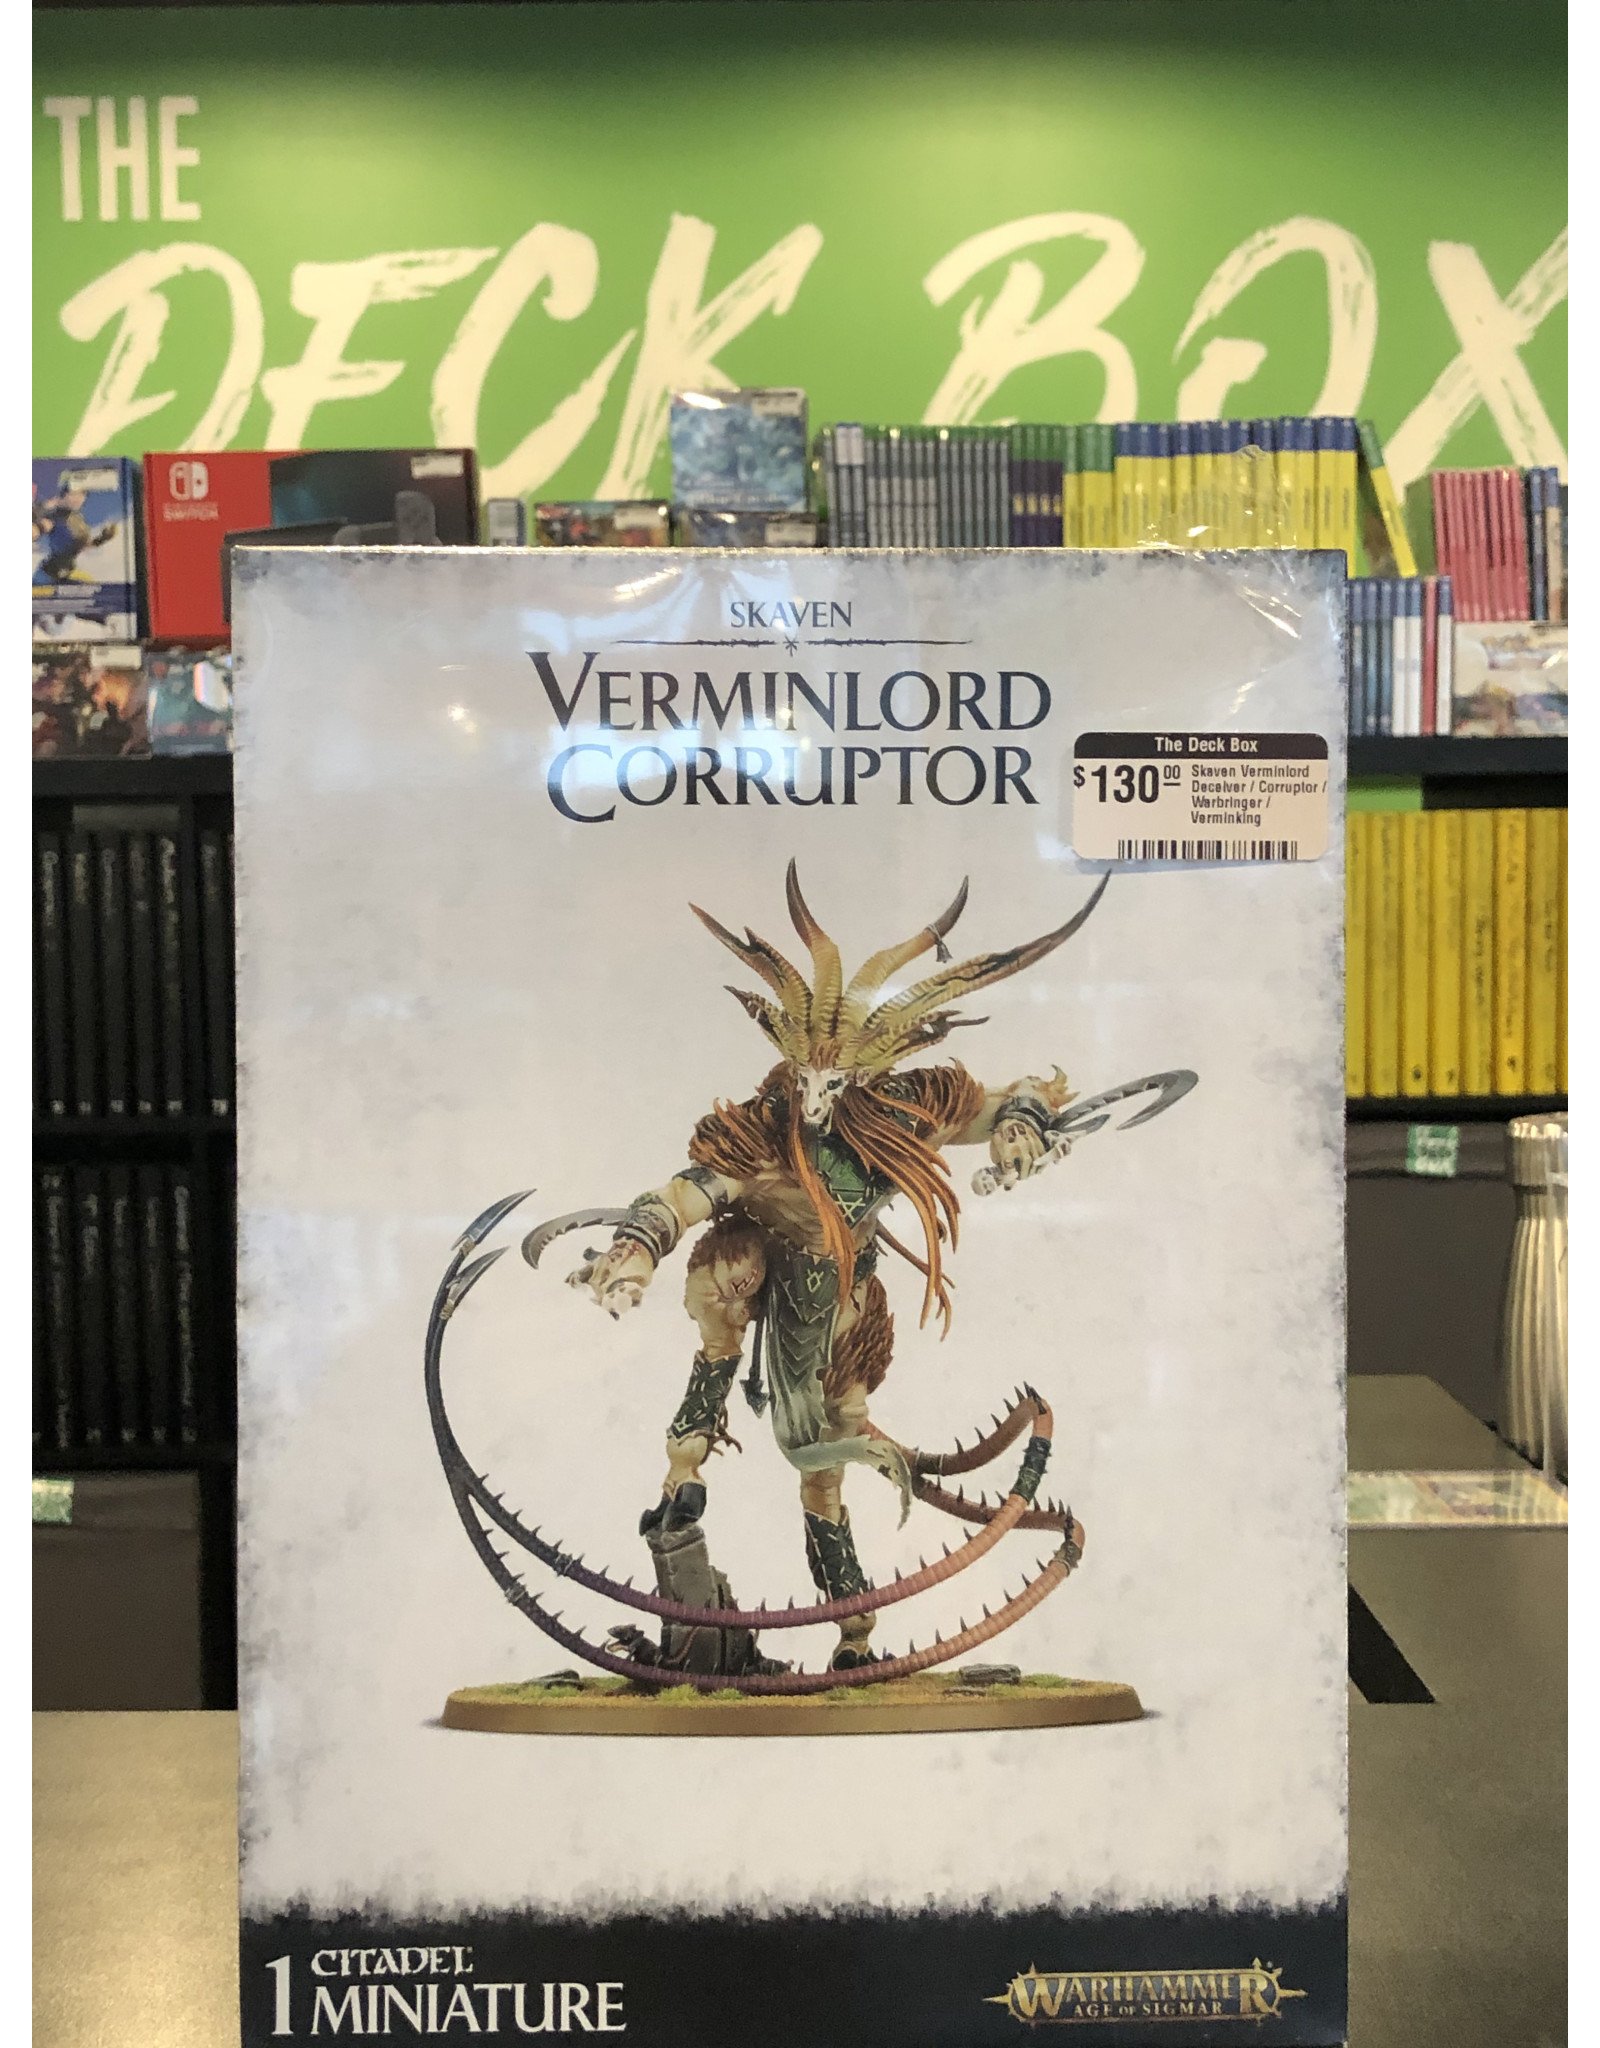 THE
DECK BOX
SWITCH
SKAVEN
VERMINLORD
CORRUPTOR
The Deck Box
$130.00
Skaven Verminlord
Deceiver / Corruptor /
Warbringer /
Verminking
1 CITADEL
MINIATURE
WARHAMMER
AGE OF SIGMAR